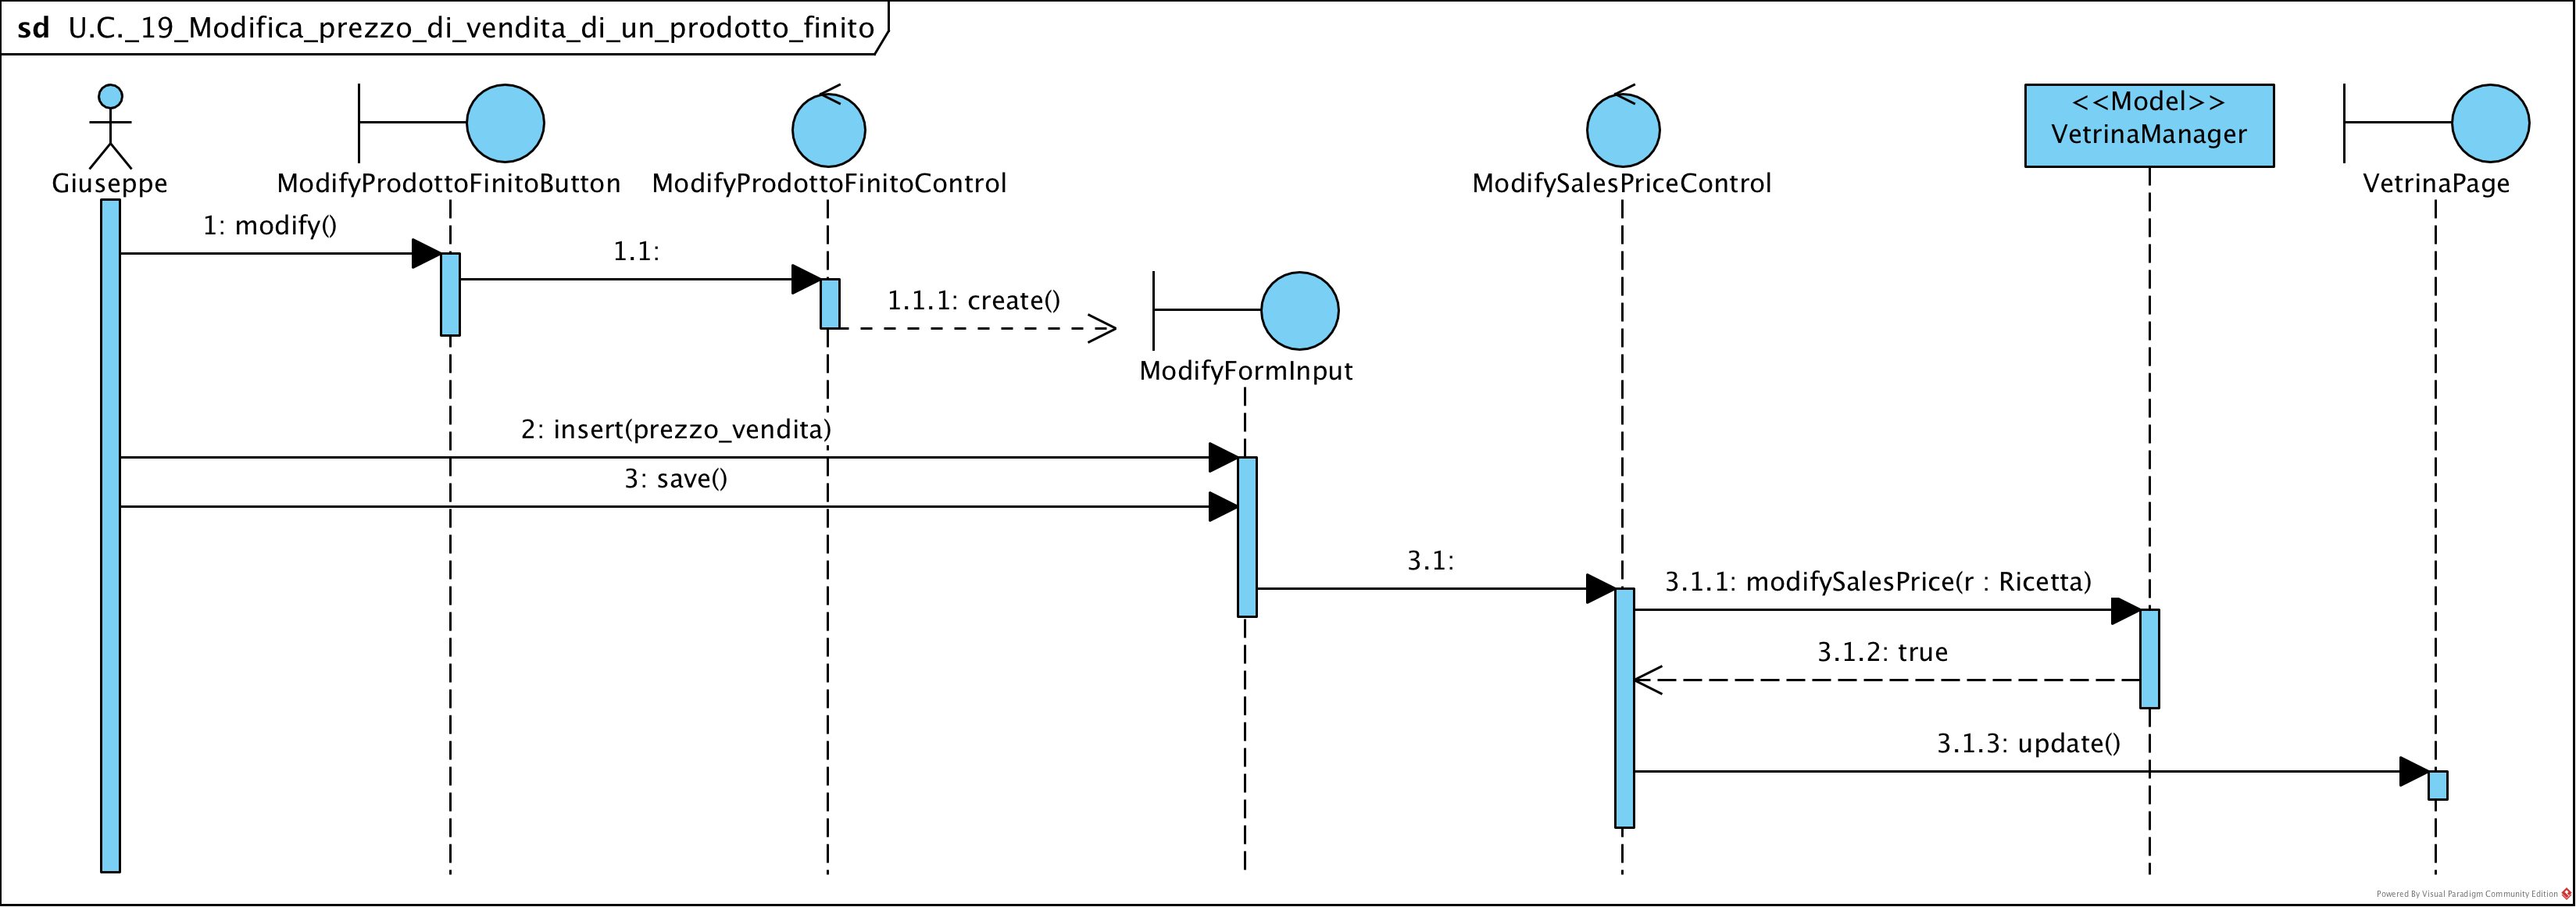 sd U.C._19_Modifica_prezzo_di_vendita_di_un_prodotto_finito
<<Model>>
VetrinaManager
Giuseppe
ModifyProdottoFinitoButton
ModifyProdottoFinitoControl
ModifySalesPriceControl
VetrinaPage
1: modify()
1.1:
1.1.1: create()
ModifyFormInput
2: insert(prezzo_vendita)
3: save()
3.1:
3.1.1: modifySalesPrice(r : Ricetta)
3.1.2: true
3.1.3: update()
Powered By Visual Paradigm Community Edition